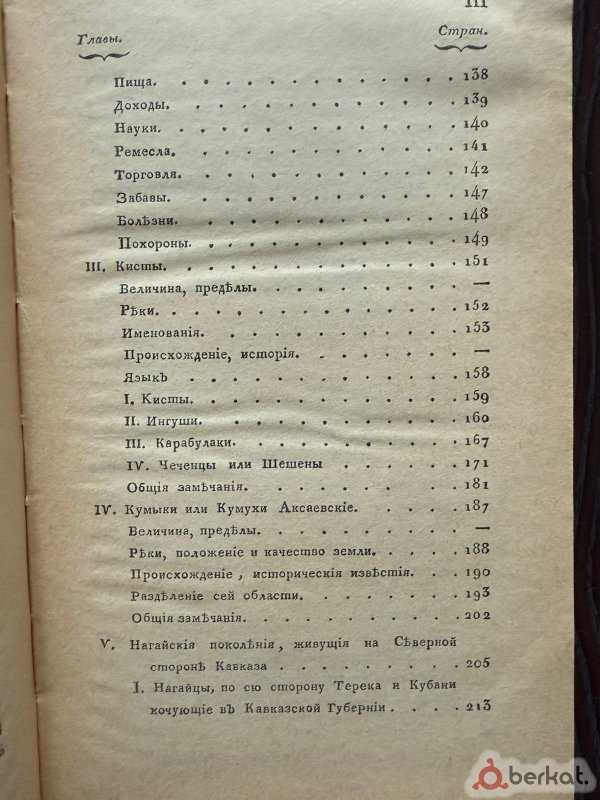 III
Главы. Стран.
Пища. . . . . . . . . . . . . 138
Доходы. . . . . . . . . . . . 139
Науки. . . . . . . . . . . . . 140
Ремесла. . . . . . . . . . . . 141
Торговля . . . . . . . . . . . 142
Забавы. . . . . . . . . . . . 147
Болѣзни . . . . . . . . . . . 148
Похороны. . . . . . . . . . . 149
III. Кисты. . . . . . . . . . . . . 151
Величина, предѣлы. . . . . . . . —
Рѣки. . . . . . . . . . . . . 152
Именованія. . . . . . . . . . 153
Происхожденіе, исторія. . . . . . —
Языкъ . . . . . . . . . . . . 158
I. Кисты. . . . . . . . . . . . 159
II. Ингуши. . . . . . . . . . 160
III. Карабулаки. . . . . . . . . 167
IV. Чеченцы или Шешены . . . . . 171
Общія замѣчанія. . . . . . . . 181
IV. Кумыки или Кумухи Аксаевскіе. . . . 187
Величина, предѣлы. . . . . . . . —
Рѣки, положеніе и качество земли. . . . 188
Происхожденіе, историческія извѣстія. . . 190
Раздѣленіе сей области. . . . . . 193
Общія замѣчанія. . . . . . . . 202
V. Нагайскія поколѣнія, живущія на Сѣверной
сторонѣ Кавказа . . . . . . . . 205
I. Нагайцы, по сю сторону Терека и Кубани
кочующіе въ Кавказской Губерніи . . . . 213
berkat.